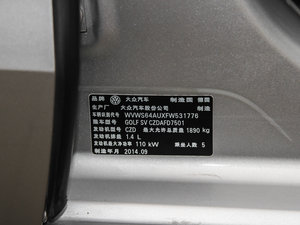 品牌 大众汽车 制造国 德国
生产厂 大众汽车股份公司
车辆识别代号 WVWS64AUXFW531776
整车型号 GOLF SV CZDAFD7501
发动机型号 CZD 最大允许总质量 1890 kg
发动机排量 1.4 L
发动机最大净功率 110 kW 乘坐人数 5
制造年月 2014.09